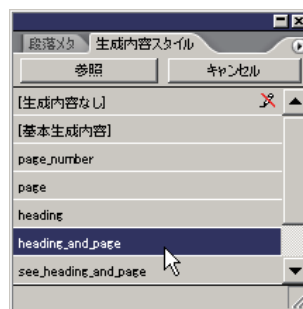 段落メタ 生成内容スタイル
参照 キャンセル
[生成内容なし]
[基本生成内容]
page_number
page
heading
heading_and_page
see_heading_and_page